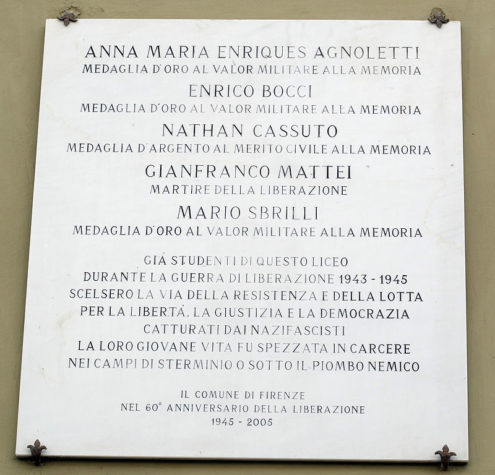 ANNA MARIA ENRIQUES AGNOLETTI
MEDAGLIA D'ORO AL VALOR MILITARE ALLA MEMORIA
ENRICO BOCCI
MEDAGLIA D'ORO AL VALOR MILITARE ALLA MEMORIA
NATHAN CASSUTO
MEDAGLIA D'ARGENTO AL MERITO CIVILE ALLA MEMORIA
GIANFRANCO MATTEI
MARTIRE DELLA LIBERAZIONE
MARIO SBRILLI
MEDAGLIA D'ORO AL VALOR MILITARE ALLA MEMORIA
GIÀ STUDENTI DI QUESTO LICEO
DURANTE LA GUERRA DI LIBERAZIONE 1943 - 1945
SCELSERO LA VIA DELLA RESISTENZA E DELLA LOTTA
PER LA LIBERTÀ, LA GIUSTIZIA E LA DEMOCRAZIA
CATTURATI DAI NAZIFASCISTI
LA LORO GIOVANE VITA FU SPEZZATA IN CARCERE
NEI CAMPI DI STERMINIO O SOTTO IL PIOMBO NEMICO
IL COMUNE DI FIRENZE
NEL 60° ANNIVERSARIO DELLA LIBERAZIONE
1945 - 2005